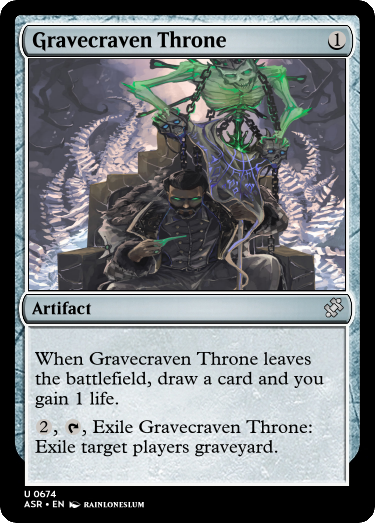 Gravecraven Throne 1
Artifact
When Gravecraven Throne leaves
the battlefield, draw a card and you
gain 1 life.
2, , Exile Gravecraven Throne:
Exile target players graveyard.
U 0674
ASR • EN RAINLONESLUM